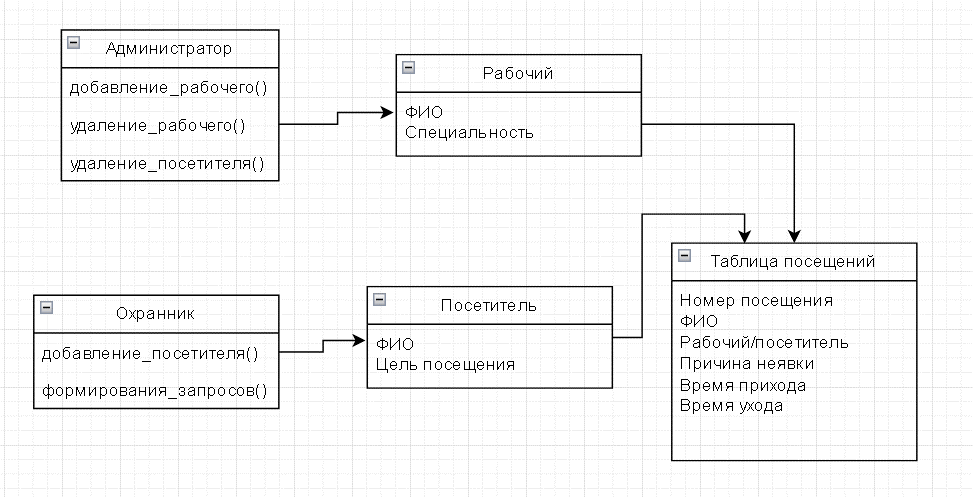 Администратор
добавление_рабочего()
удаление_рабочего()
удаление_посетителя()
Рабочий
ФИО
Специальность
Охранник
добавление_посетителя()
формирования_запросов()
Посетитель
ФИО
Цель посещения
Таблица посещений
Номер посещения
ФИО
Рабочий/посетитель
Причина неявки
Время прихода
Время ухода